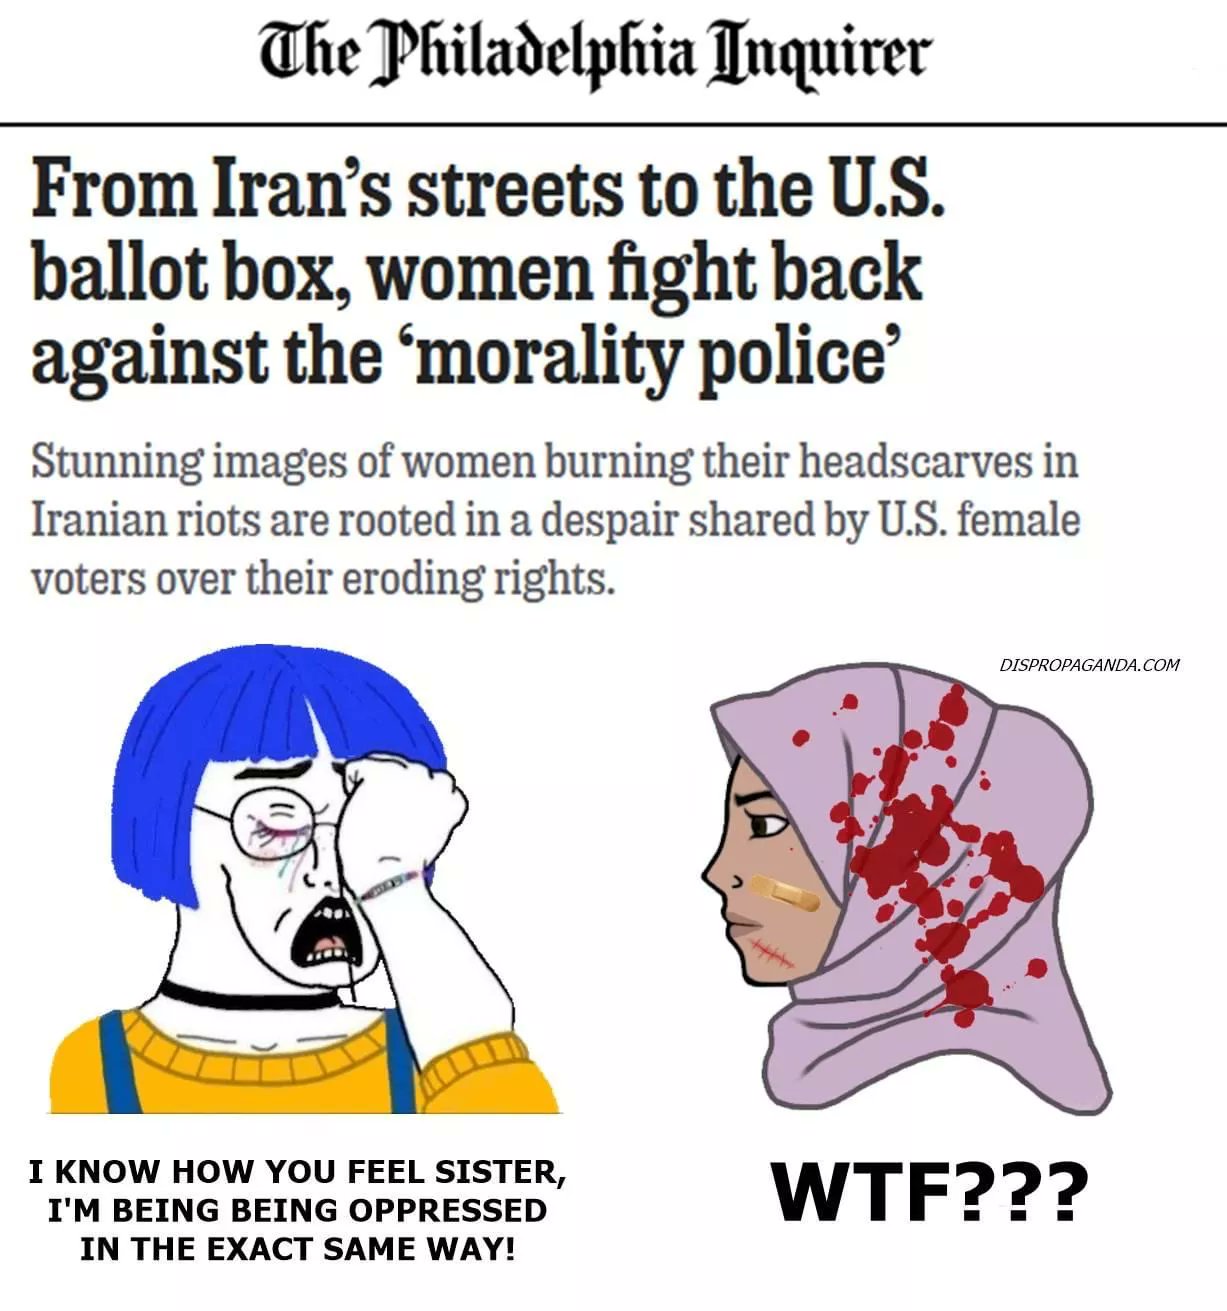 The Philadelphia Inquirer
From Iran's streets to the U.S.
ballot box, women fight back
against the 'morality police'
Stunning images of women burning their headscarves in
Iranian riots are rooted in a despair shared by U.S. female
voters over their eroding rights.
DISPROPAGANDA.COM
I KNOW HOW YOU FEEL SISTER,
I'M BEING BEING OPPRESSED
IN THE EXACT SAME WAY!
WTF???